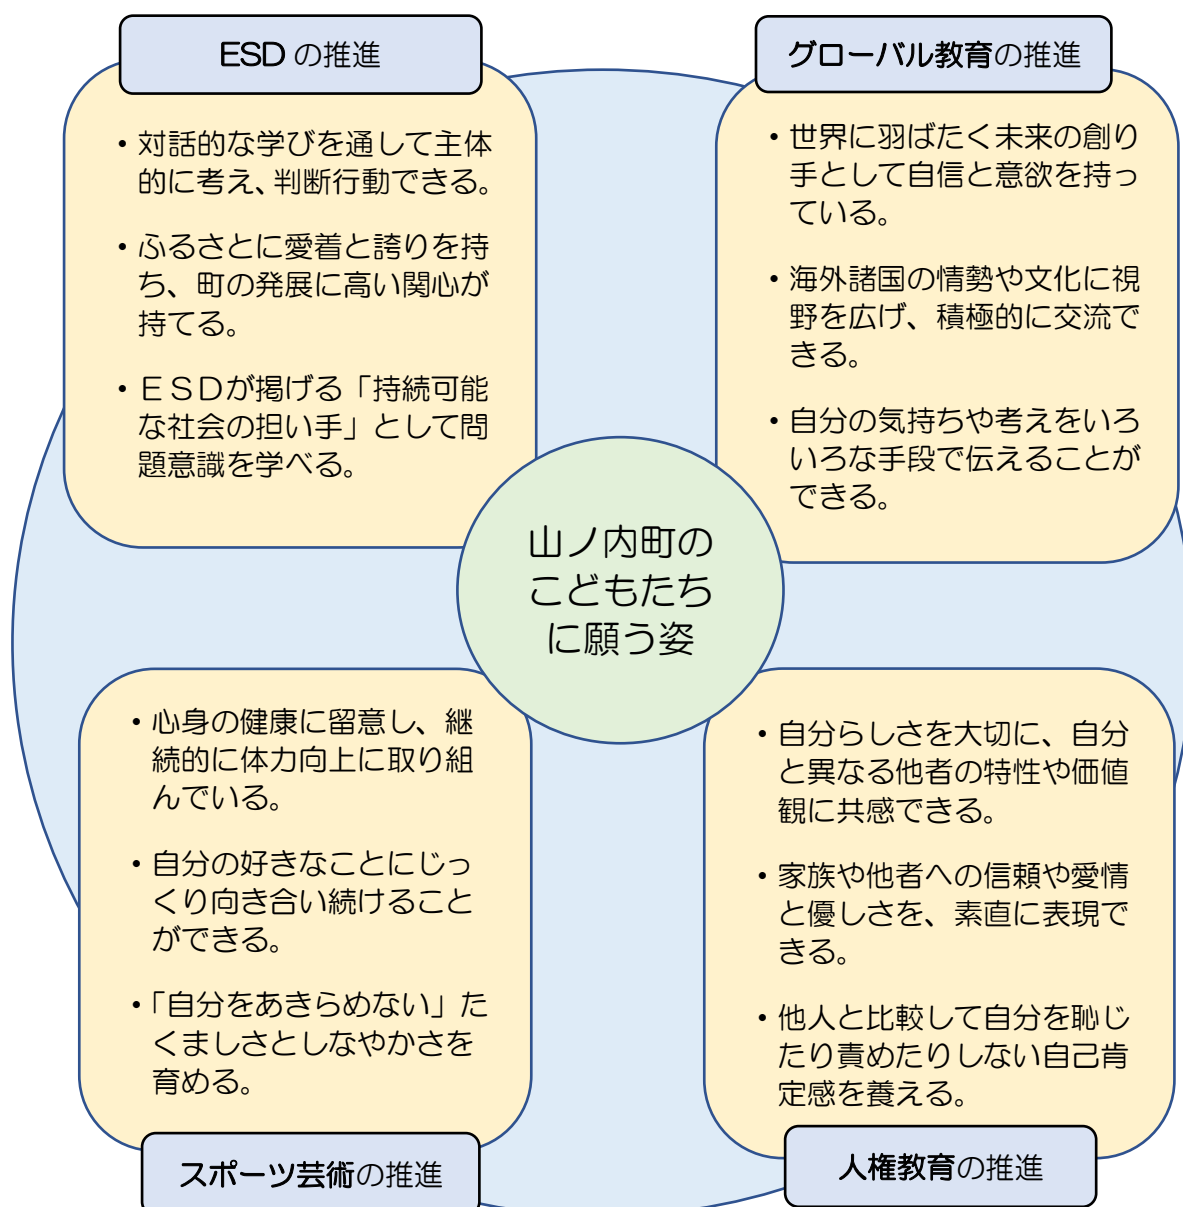 ESD の推進
・対話的な学びを通して主体
的に考え、判断行動できる。
・ふるさとに愛着と誇りを持
ち、町の発展に高い関心が
持てる。
・ＥＳＤが掲げる「持続可能
な社会の担い手」として問
題意識を学べる。
グローバル教育の推進
・世界に羽ばたく未来の創り
手として自信と意欲を持っ
ている。
・海外諸国の情勢や文化に視
野を広げ、積極的に交流で
きる。
・自分の気持ちや考えをいろ
いろな手段で伝えることが
できる。
山ノ内町の
こどもたち
に願う姿
・心身の健康に留意し、継
続的に体力向上に取り組
んでいる。
・自分の好きなことにじっ
くり向き合い続けること
ができる。
・「自分をあきらめない」た
くましさとしなやかさを
育める。
スポーツ芸術の推進
・自分らしさを大切に、自分
と異なる他者の特性や価値
観に共感できる。
・家族や他者への信頼や愛情
と優しさを、素直に表現で
きる。
・他人と比較して自分を恥じ
たり責めたりしない自己肯
定感を養える。
人権教育の推進